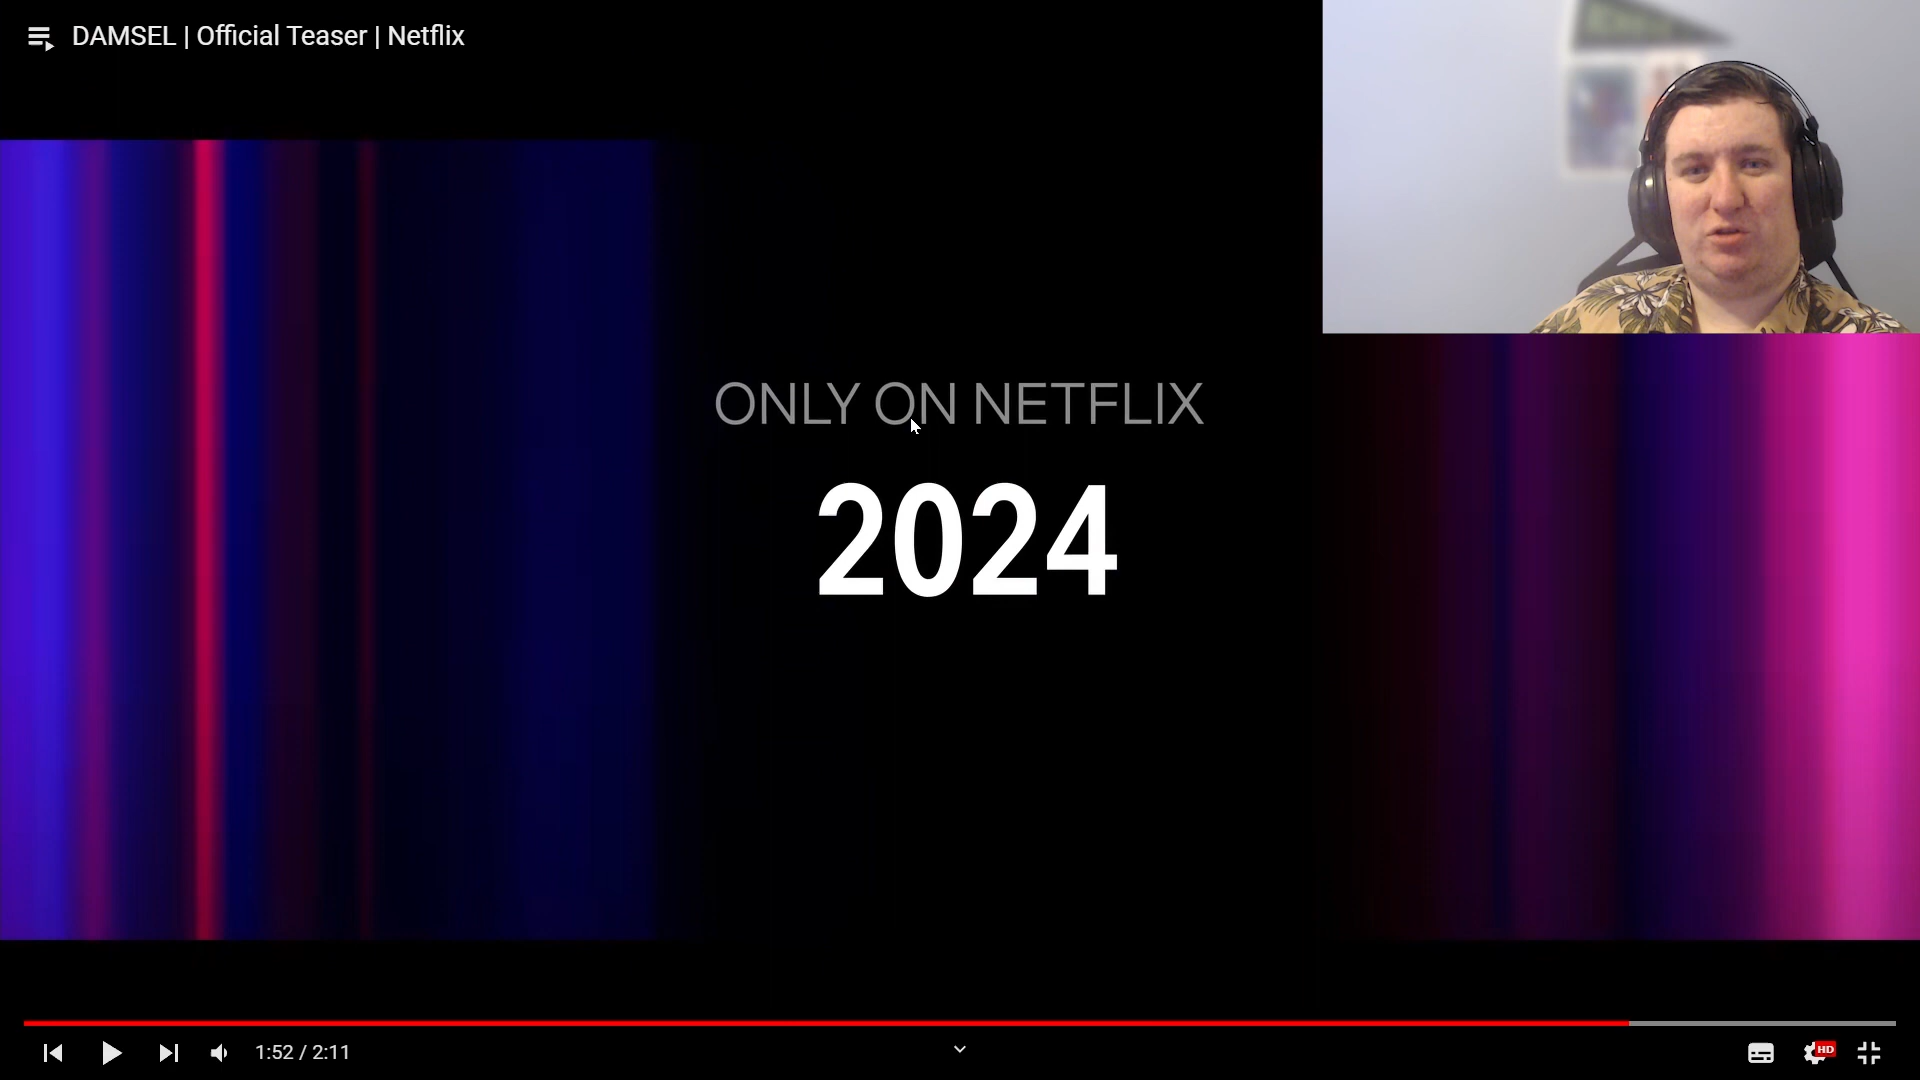 DAMSEL | Official Teaser | Netflix
ONLY ON NETFLIX
2024
1:52 / 2:11
HD